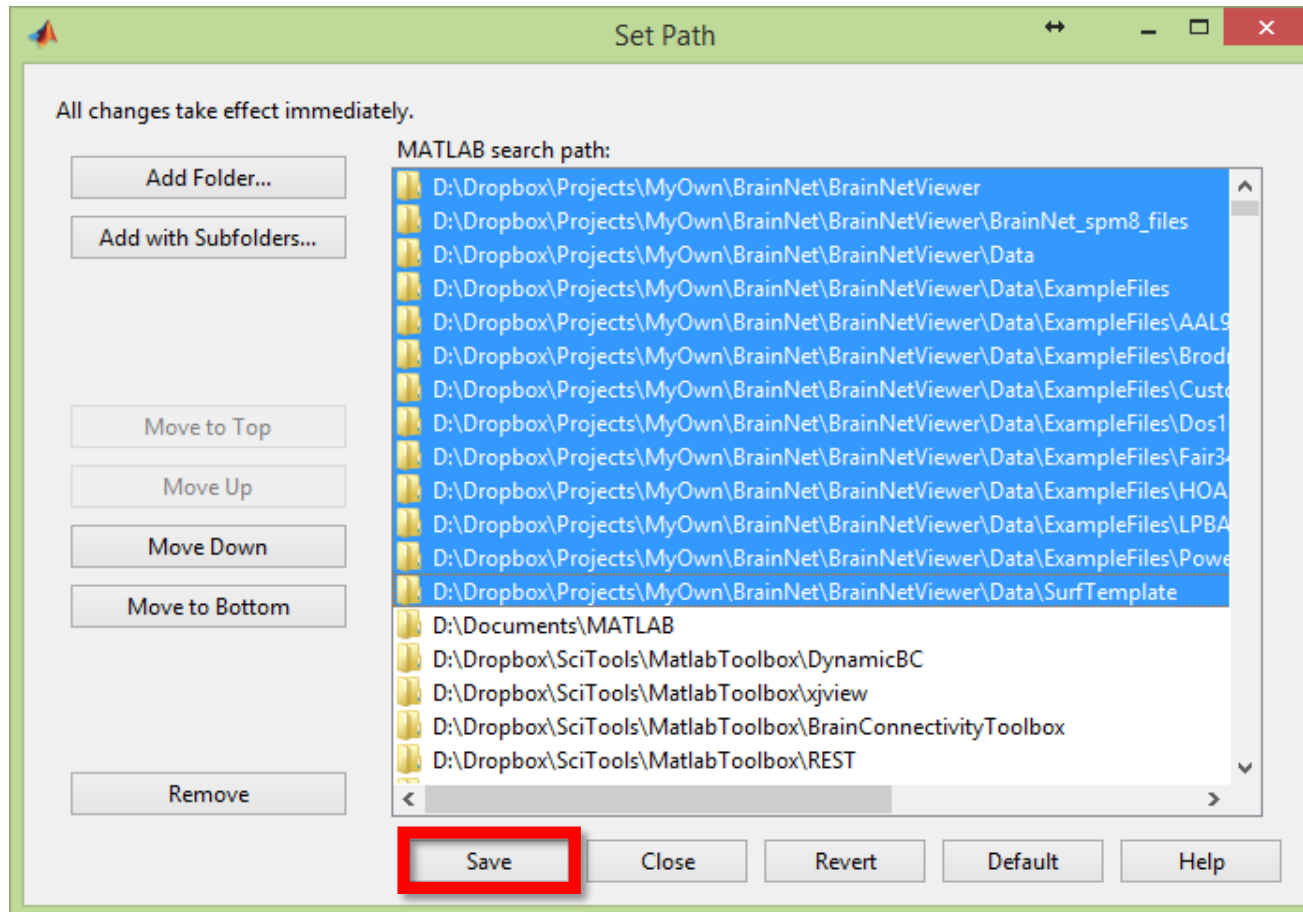 Set Path
All changes take effect immediately.
MATLAB search path:
Add Folder...
Add with Subfolders...
Move to Top
Move Up
Move Down
Move to Bottom
Remove
D:\Dropbox\Projects\MyOwn\BrainNet\BrainNetViewer
D:\Dropbox\Projects\MyOwn\BrainNet\BrainNetViewer\BrainNet_spm8_files
D:\Dropbox\Projects\MyOwn\BrainNet\BrainNetViewer\Data
D:\Dropbox\Projects\MyOwn\BrainNet\BrainNetViewer\Data\ExampleFiles
D:\Dropbox\Projects\MyOwn\BrainNet\BrainNetViewer\Data\ExampleFiles\AAL9
D:\Dropbox\Projects\MyOwn\BrainNet\BrainNetViewer\Data\ExampleFiles\Brod
D:\Dropbox\Projects\MyOwn\BrainNet\BrainNetViewer\Data\ExampleFiles\Custo
D:\Dropbox\Projects\MyOwn\BrainNet\BrainNetViewer\Data\ExampleFiles\Dos1
D:\Dropbox\Projects\MyOwn\BrainNet\BrainNetViewer\Data\ExampleFiles\Fair34
D:\Dropbox\Projects\MyOwn\BrainNet\BrainNetViewer\Data\ExampleFiles\HOA
D:\Dropbox\Projects\MyOwn\BrainNet\BrainNetViewer\Data\ExampleFiles\LPBA
D:\Dropbox\Projects\MyOwn\BrainNet\BrainNetViewer\Data\ExampleFiles\Powe
D:\Dropbox\Projects\MyOwn\BrainNet\BrainNetViewer\Data\SurfTemplate
D:\Documents\MATLAB
D:\Dropbox\SciTools\MatlabToolbox\DynamicBC
D:\Dropbox\SciTools\MatlabToolbox\xjview
D:\Dropbox\SciTools\MatlabToolbox\BrainConnectivityToolbox
D:\Dropbox\SciTools\MatlabToolbox\REST
Save
Close
Revert
Default
Help